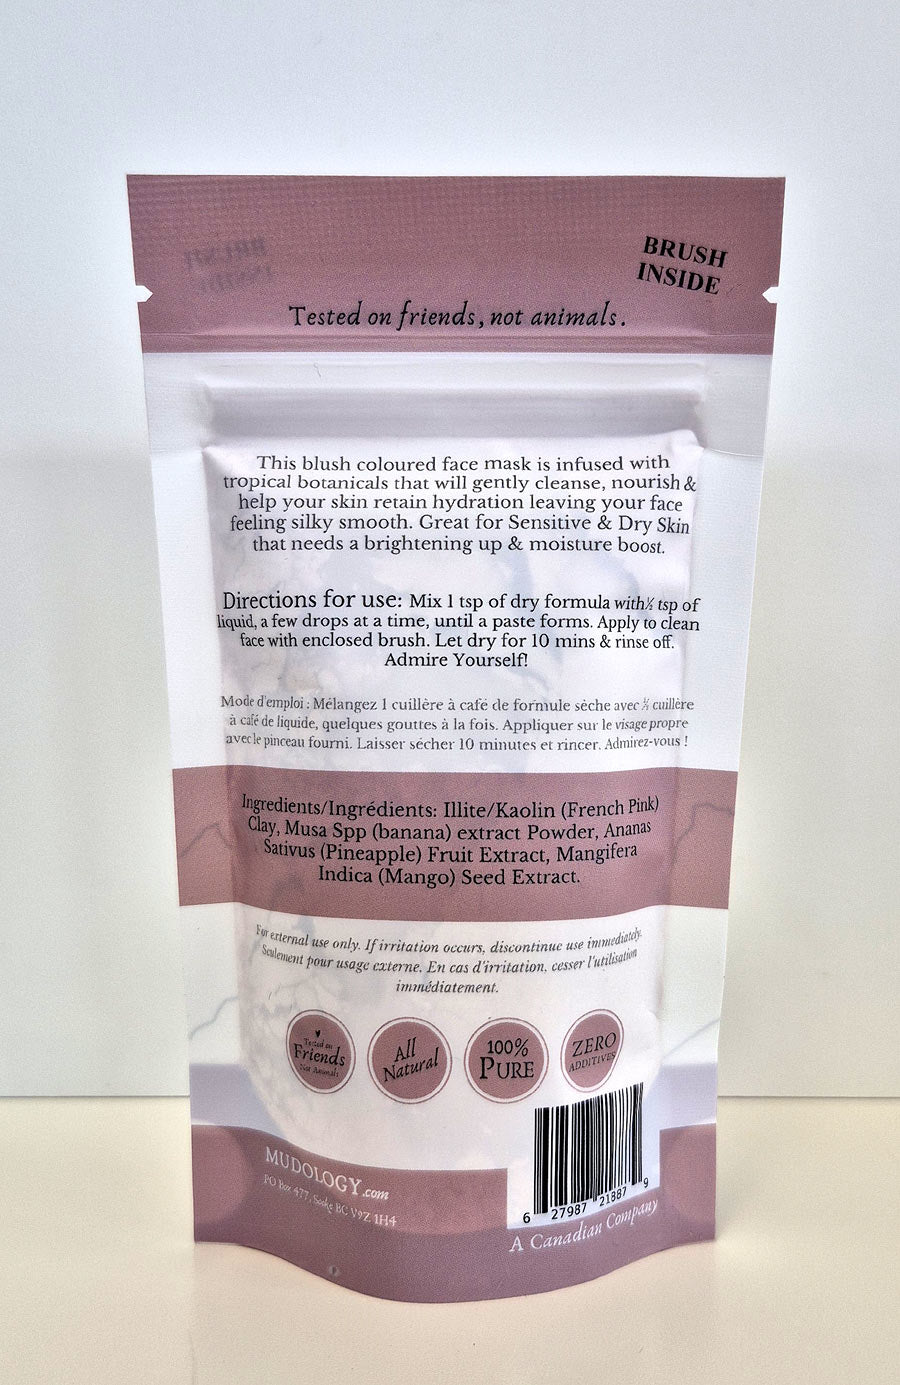 BRUSH
INSIDE
Tested on friends, not animals.
This blush coloured face mask is infused with
tropical botanicals that will gently cleanse, nourish &
help your skin retain hydration leaving your face
feeling silky smooth. Great for Sensitive & Dry Skin
that needs a brightening up & moisture boost.
Directions for use: Mix 1 tsp of dry formula with ½ tsp of
liquid, a few drops at a time, until a paste forms. Apply to clean
face with enclosed brush. Let dry for 10 mins & rinse off.
Admire Yourself!
Mode d'emploi : Mélangez 1 cuillère à café de formule sèche avec ½ cuillère
à café de liquide, quelques gouttes à la fois. Appliquer sur le visage propre
avec le pinceau fourni. Laisser sécher 10 minutes et rincer. Admirez-vous !
Ingredients/Ingrédients: Illite/Kaolin (French Pink)
Clay, Musa Spp (banana) extract Powder, Ananas
Sativus (Pineapple) Fruit Extract, Mangifera
Indica (Mango) Seed Extract.
For external use only. If irritation occurs, discontinue use immediately.
Seulement pour usage externe. En cas d'irritation, cesser l'utilisation
immédiatement.
Tested on
Friends
Not Animals
All
Natural
100%
PURE
ZERO
ADDITIVES
MUDOLOGY.com
PO Box 477, Sooke BC V9Z 1H4
6 27987 21887 9
A Canadian Company